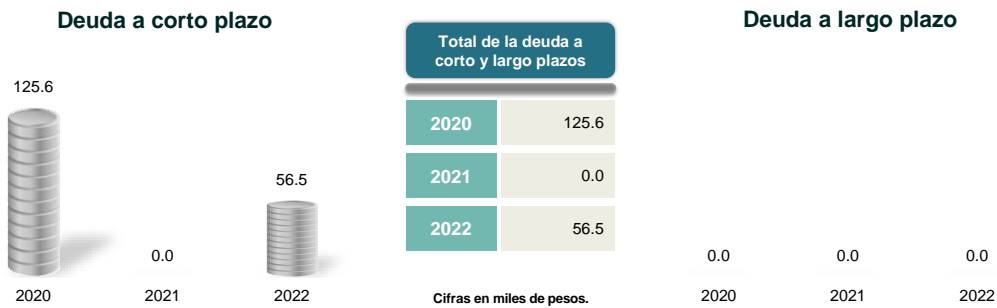 Deuda a corto plazo
125.6
0.0
56.5
2020 2021 2022
Total de la deuda a
corto y largo plazos
2020 125.6
2021 0.0
2022 56.5
Cifras en miles de pesos.
Deuda a largo plazo
0.0 0.0 0.0
2020 2021 2022